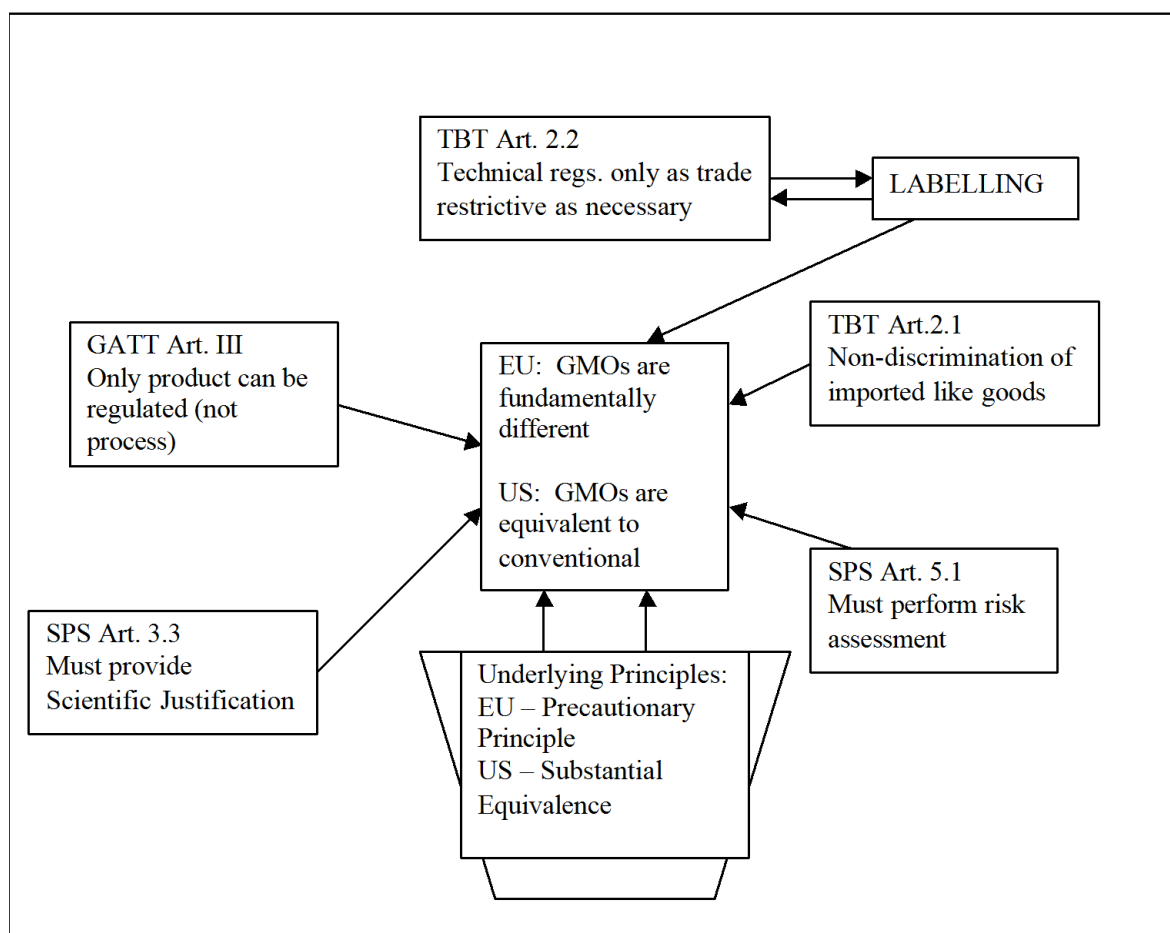 TBT Art. 2.2
Technical regs. only as trade
restrictive as necessary
LABELLING
GATT Art. III
Only product can be
regulated (not
process)
EU:  GMOs are
fundamentally
different
US:  GMOs are
equivalent to
conventional
TBT Art.2.1
Non-discrimination of
imported like goods
SPS Art. 3.3
Must provide
Scientific Justification
SPS Art. 5.1
Must perform risk
assessment
Underlying Principles:
EU – Precautionary
Principle
US – Substantial
Equivalence